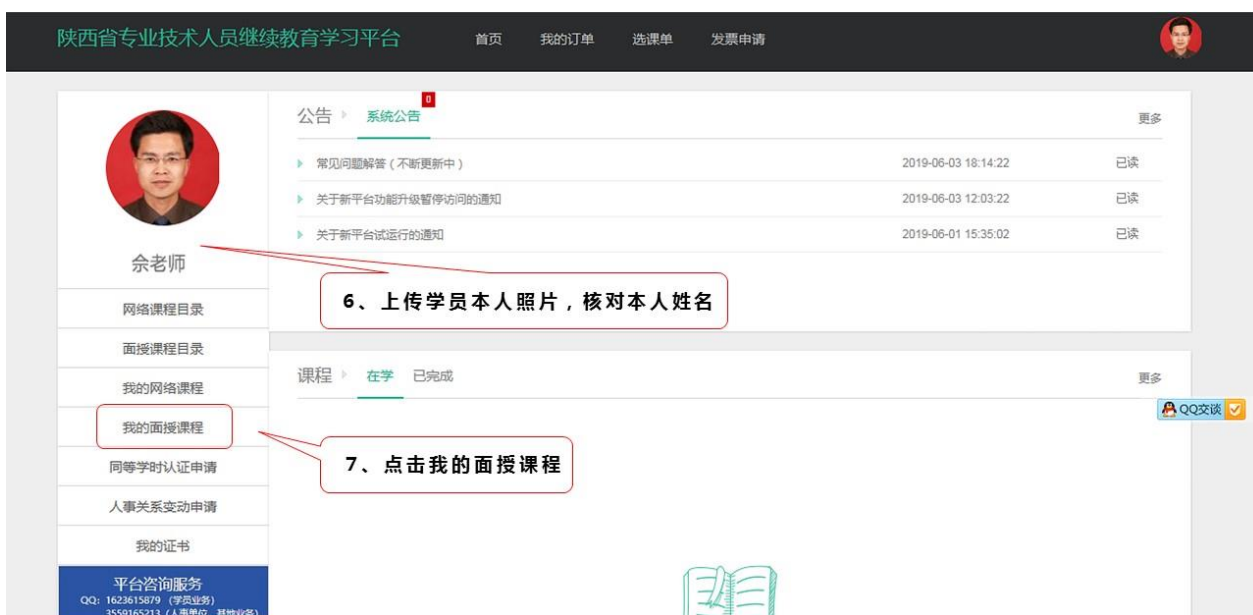 陕西省专业技术人员继续教育学习平台 首页 我的订单 选课单 发票申请
公告 系统公告 0 更多
常见问题解答（不断更新中） 2019-06-03 18:14:22 已读
关于新平台功能升级暂停访问的通知 2019-06-03 12:03:22 已读
关于新平台试运行的通知 2019-06-01 15:35:02 已读
佘老师
6、上传学员本人照片，核对本人姓名
网络课程目录
面授课程目录
课程 在学 已完成 更多
我的网络课程
QQ交谈
我的面授课程
7、点击我的面授课程
同等学时认证申请
人事关系变动申请
我的证书
平台咨询服务
QQ：1623615879（学员业务）
3559165213（人事单位、基地业务）